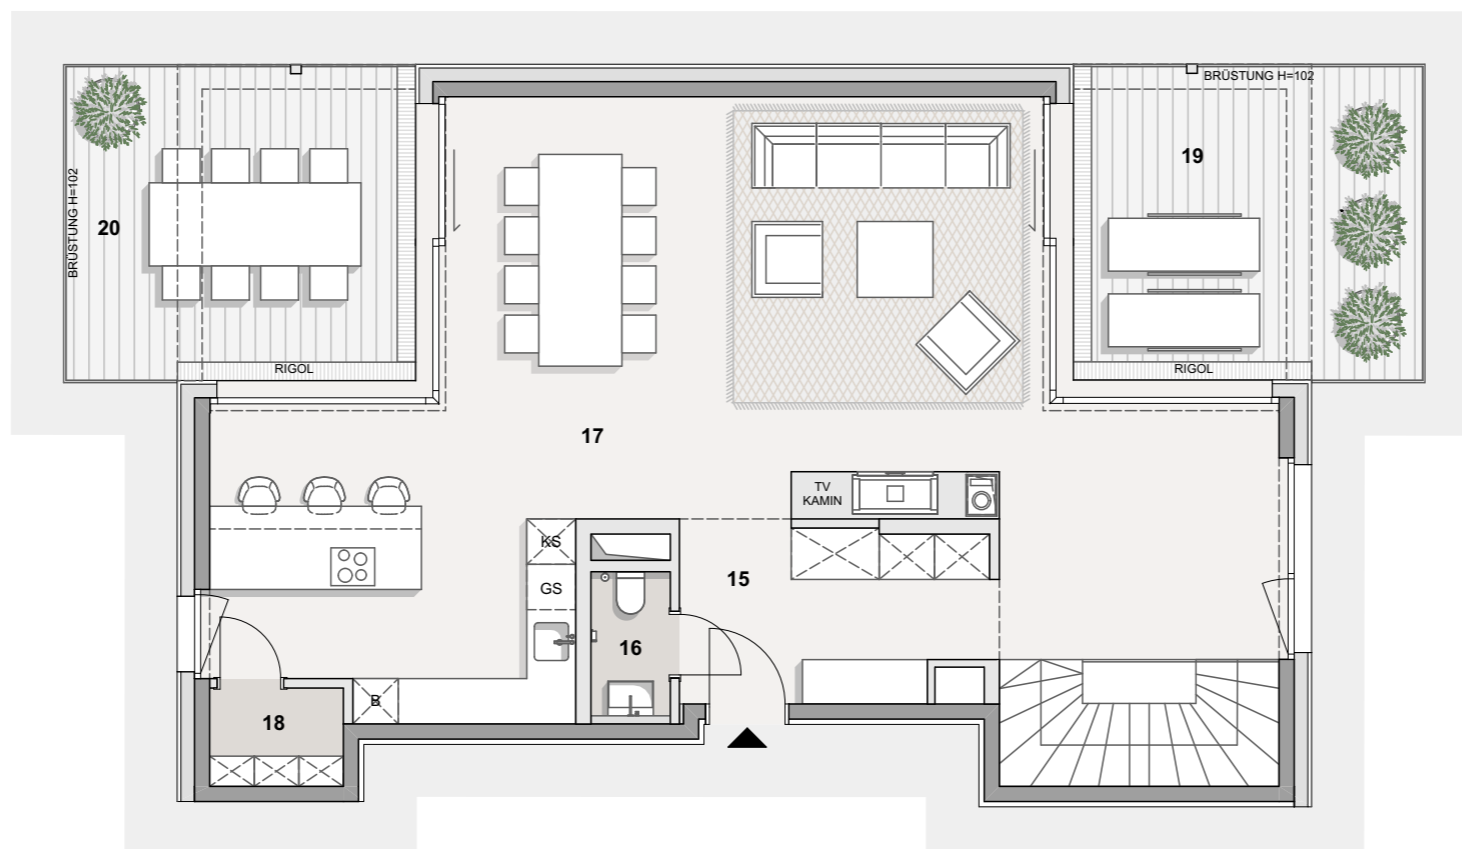 BRÜSTUNG H=102
BRÜSTUNG H=102
19
20
RIGOL
RIGOL
17
TV
KAMIN
KS
GS
15
16
B
18